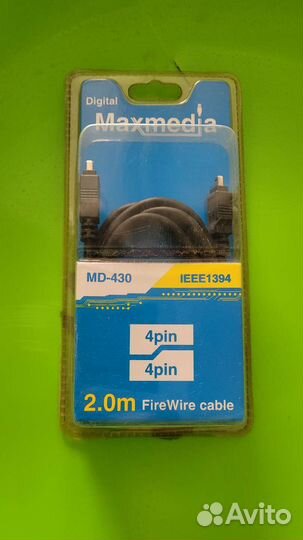 Digital
Maxmedia
MD-430
IEEE1394
4pin
4pin
2.0m FireWire cable
Avito